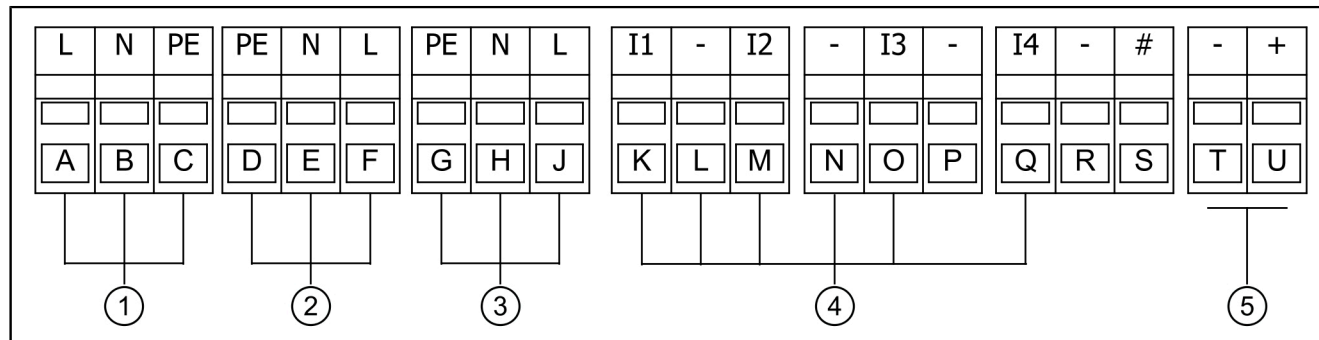 L N PE PE N L PE N L I1 - I2 - I3 - I4 - # - +
A B C D E F G H J K L M N O P Q R S T U
1 2 3 4 5